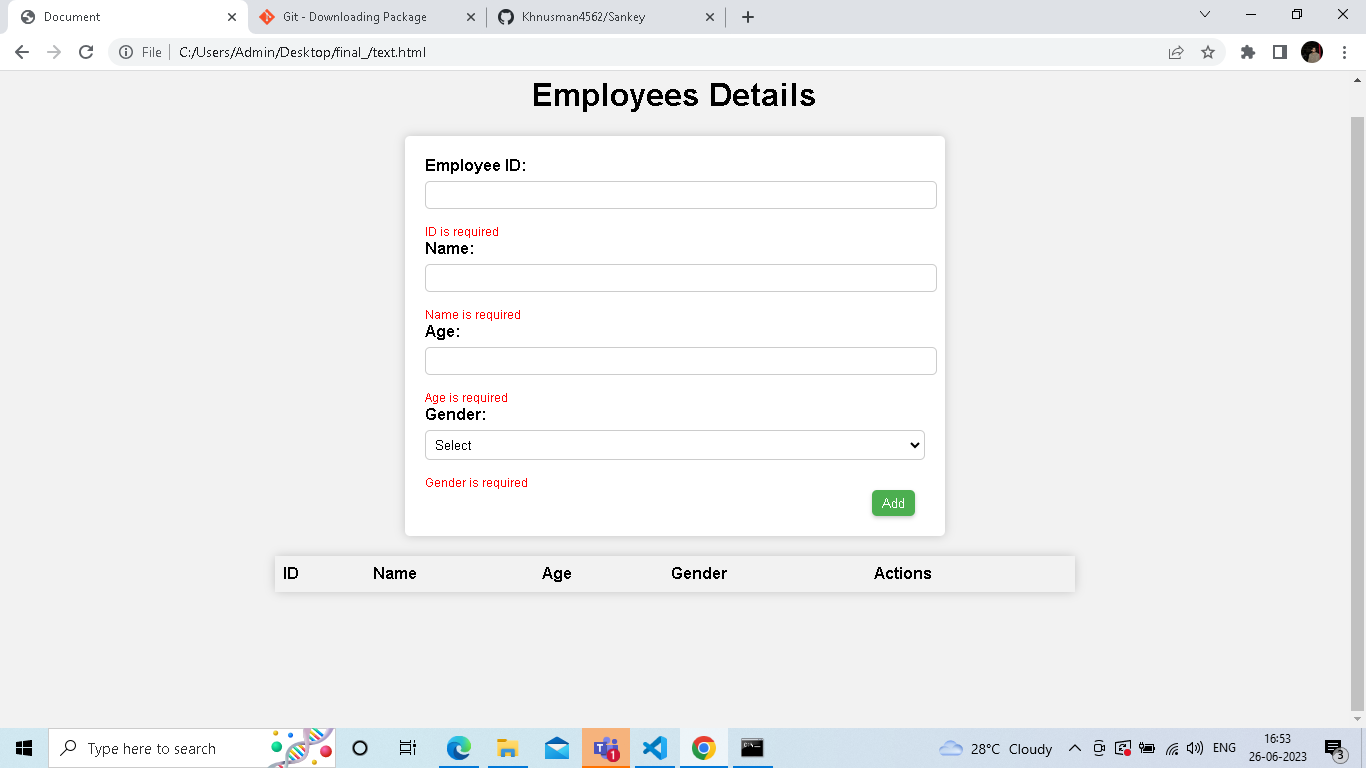 Document
Git - Downloading Package
Khnusman4562/Sankey
File
C:/Users/Admin/Desktop/final_/text.html
Employees Details
Employee ID:
ID is required
Name:
Name is required
Age:
Age is required
Gender:
Select
Gender is required
Add
ID Name Age Gender Actions
Type here to search
1
28°C Cloudy
ENG
16:53
26-06-2023
3